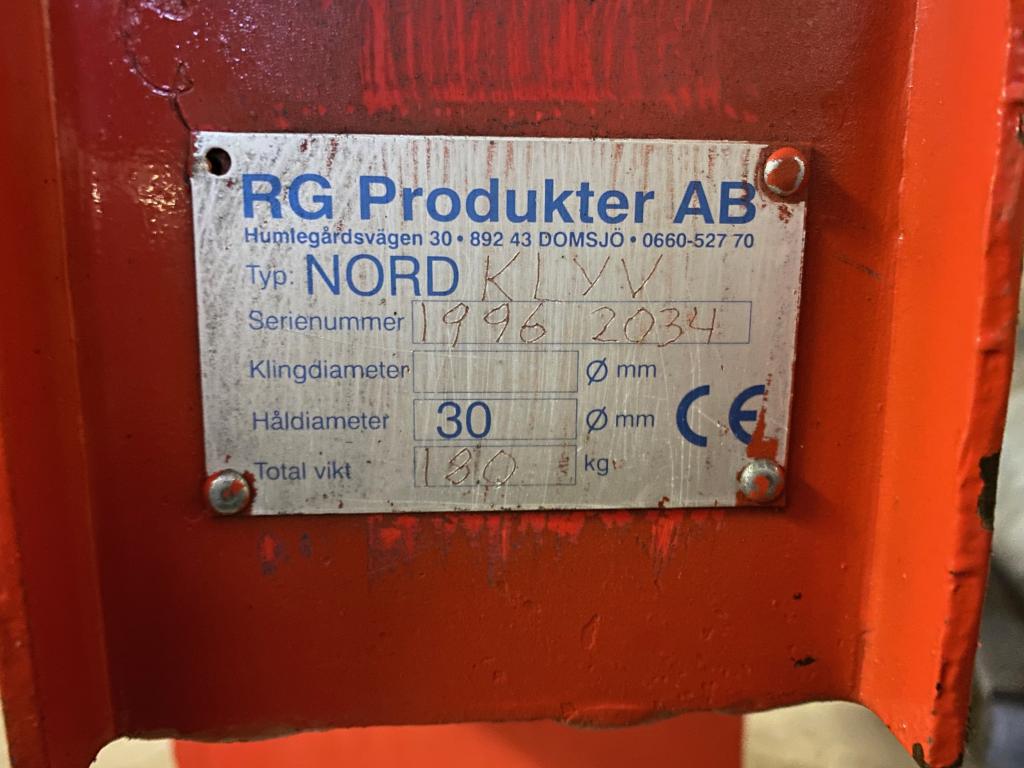 RG Produkter AB
Humlegårdsvägen 30 • 892 43 DOMSJÖ • 0660-527 70
Typ. NORD KLYV
Serienummer 1996 2034
Klingdiameter Ø mm
Håldiameter 30 Ø mm CE
Total vikt 180 kg